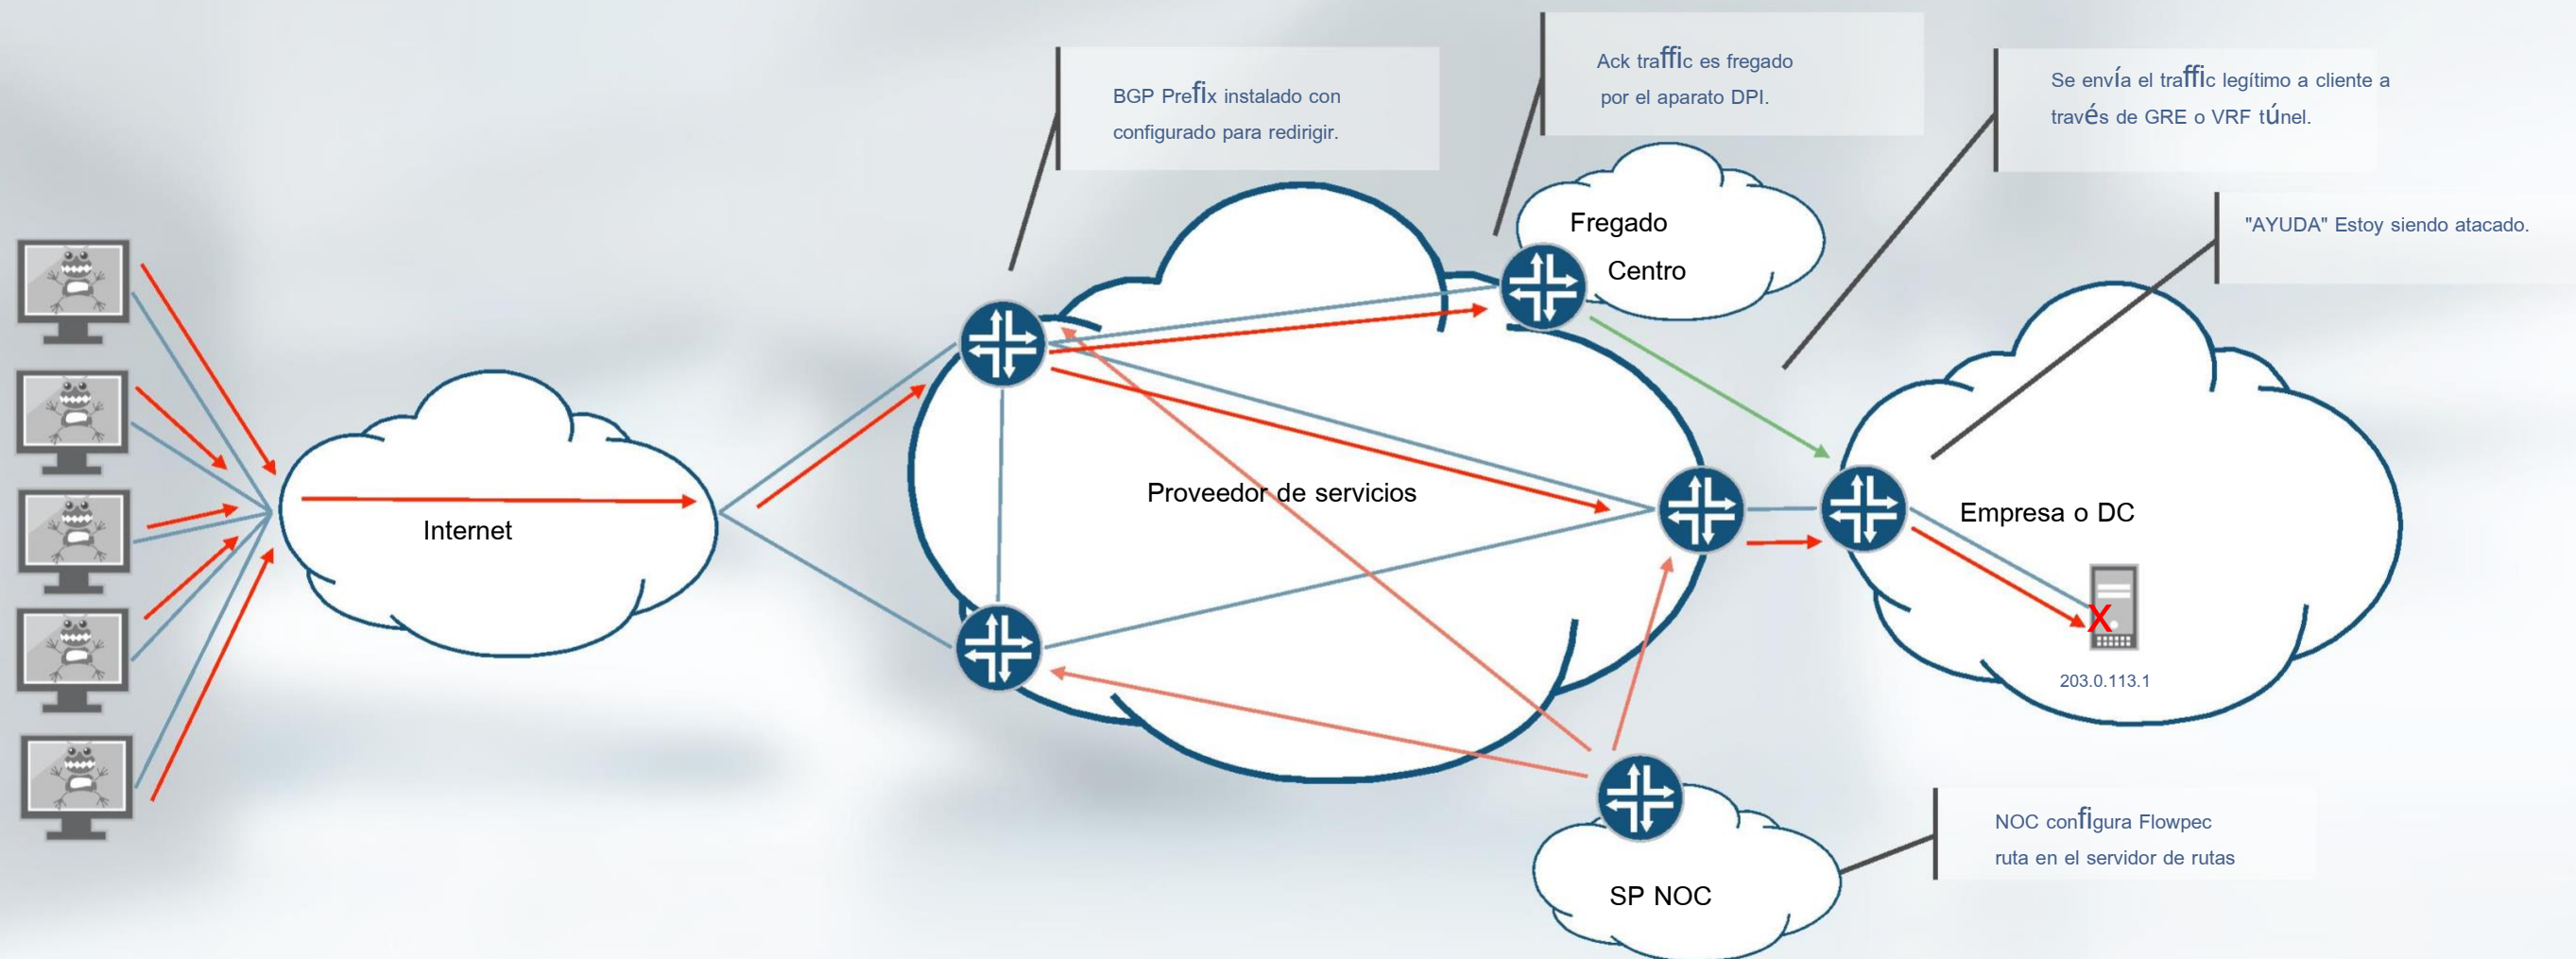 BGP Prefix instalado con
configurado para redirigir.
Ack traffic es fregado
por el aparato DPI.
Se envía el traffic legítimo a cliente a
través de GRE o VRF túnel.
"AYUDA" Estoy siendo atacado.
Fregado
Centro
Internet
Proveedor de servicios
Empresa o DC
X
203.0.113.1
NOC configura Flowpec
ruta en el servidor de rutas
SP NOC